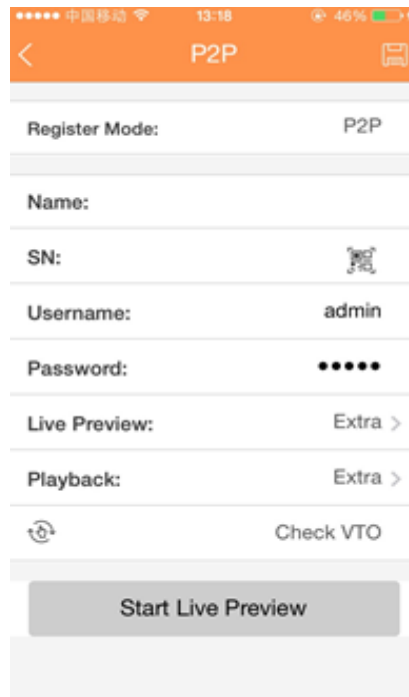 中国移动 13:18 46%
P2P
Register Mode: P2P
Name:
SN:
Username: admin
Password: •••••
Live Preview: Extra
Playback: Extra
Check VTO
Start Live Preview